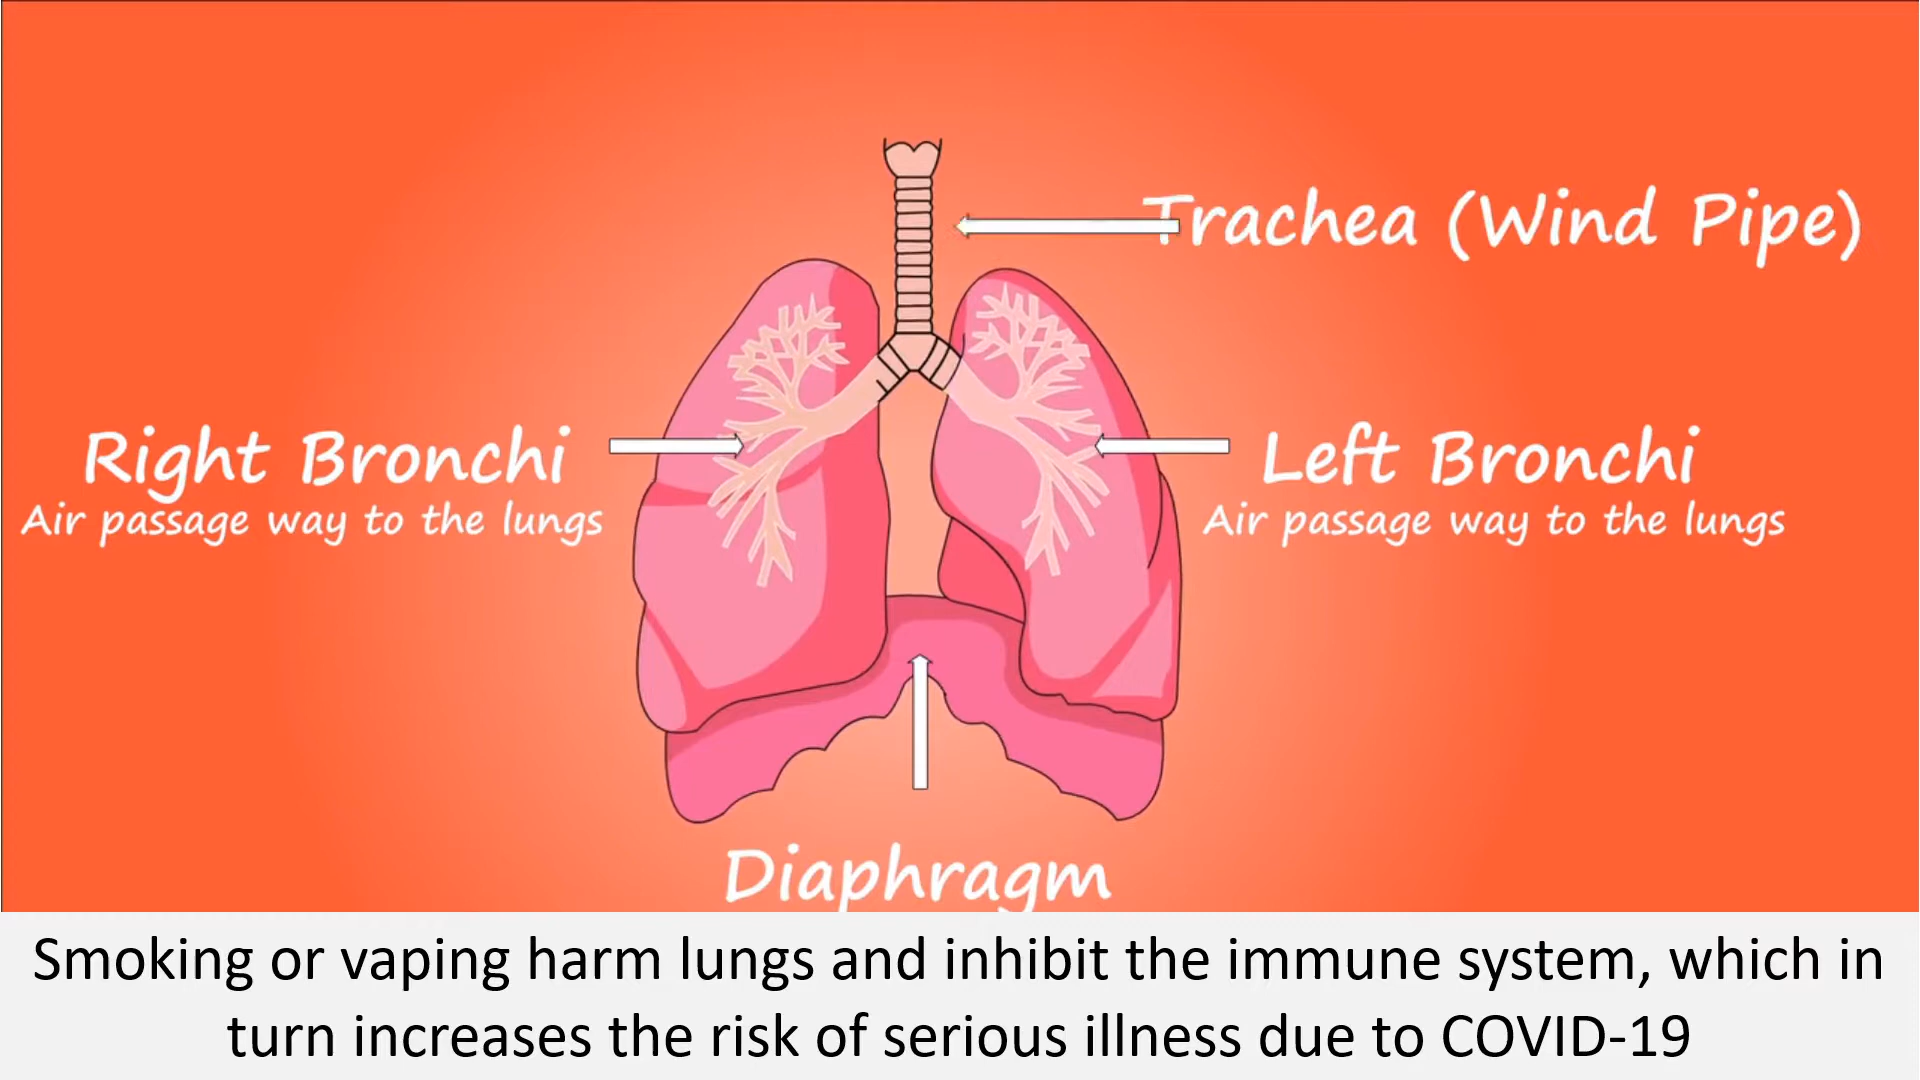 Trachea (Wind Pipe)
Right Bronchi
Air passage way to the lungs
Left Bronchi
Air passage way to the lungs
Diaphragm
Smoking or vaping harm lungs and inhibit the immune system, which in
turn increases the risk of serious illness due to COVID-19